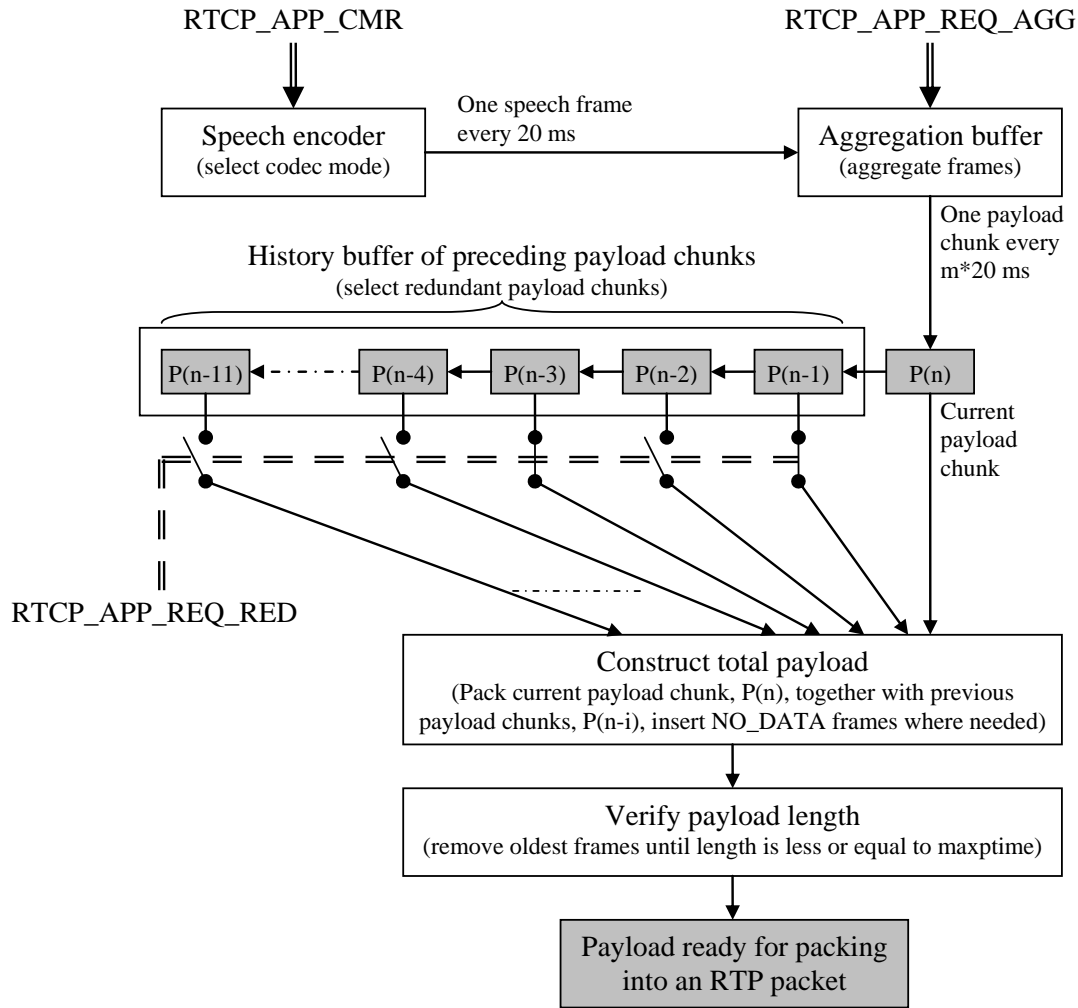 RTCP_APP_CMR
RTCP_APP_REQ_AGG
Speech encoder
(select codec mode)
One speech frame
every 20 ms
Aggregation buffer
(aggregate frames)
One payload
chunk every
m*20 ms
History buffer of preceding payload chunks
(select redundant payload chunks)
P(n-11)
P(n-4)
P(n-3)
P(n-2)
P(n-1)
P(n)
Current
payload
chunk
RTCP_APP_REQ_RED
Construct total payload
(Pack current payload chunk, P(n), together with previous
payload chunks, P(n-i), insert NO_DATA frames where needed)
Verify payload length
(remove oldest frames until length is less or equal to maxptime)
Payload ready for packing
into an RTP packet